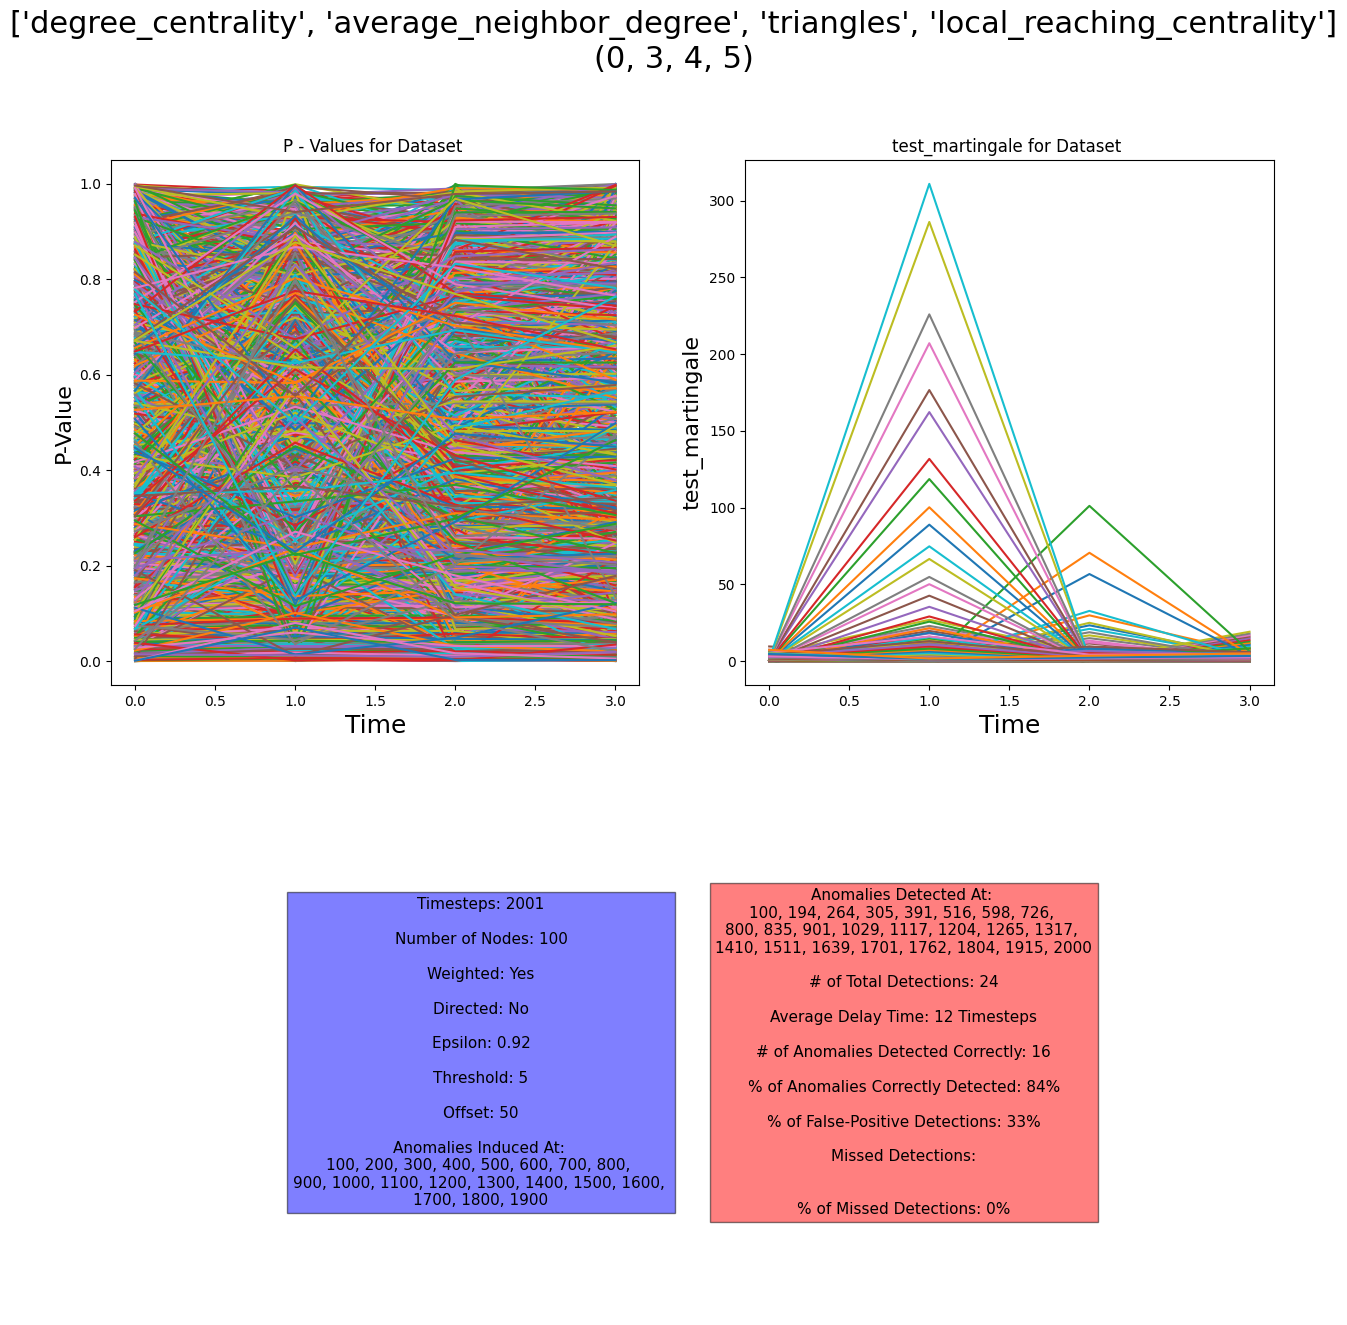 ['degree_centrality', 'average_neighbor_degree', 'triangles', 'local_reaching_centrality']
(0, 3, 4, 5)
P - Values for Dataset
1.0
0.8
0.6
0.4
0.2
0.0
P-Value
0.0 0.5 1.0 1.5 2.0 2.5 3.0
Time
test_martingale for Dataset
300
250
200
150
100
50
0
test_martingale
0.0 0.5 1.0 1.5 2.0 2.5 3.0
Time
Timesteps: 2001
Number of Nodes: 100
Weighted: Yes
Directed: No
Epsilon: 0.92
Threshold: 5
Offset: 50
Anomalies Induced At:
100, 200, 300, 400, 500, 600, 700, 800,
900, 1000, 1100, 1200, 1300, 1400, 1500, 1600,
1700, 1800, 1900
Anomalies Detected At:
100, 194, 264, 305, 391, 516, 598, 726,
800, 835, 901, 1029, 1117, 1204, 1265, 1317,
1410, 1511, 1639, 1701, 1762, 1804, 1915, 2000
# of Total Detections: 24
Average Delay Time: 12 Timesteps
# of Anomalies Detected Correctly: 16
% of Anomalies Correctly Detected: 84%
% of False-Positive Detections: 33%
Missed Detections:
% of Missed Detections: 0%